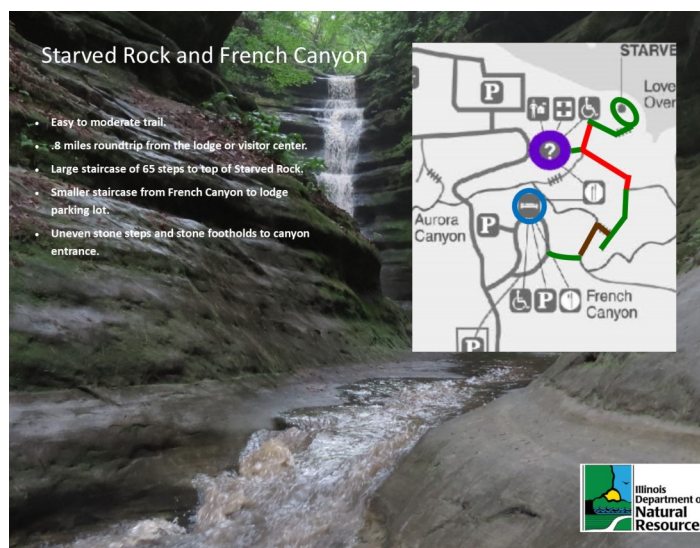 Starved Rock and French Canyon
Easy to moderate trail.
.8 miles roundtrip from the lodge or visitor center.
Large staircase of 65 steps to top of Starved Rock.
Smaller staircase from French Canyon to lodge
parking lot.
Uneven stone steps and stone footholds to canyon
entrance.
STARVE
Love
Over
P
?
Aurora
Canyon
P
P
French
Canyon
P
Illinois
Department o
Natural
Resource